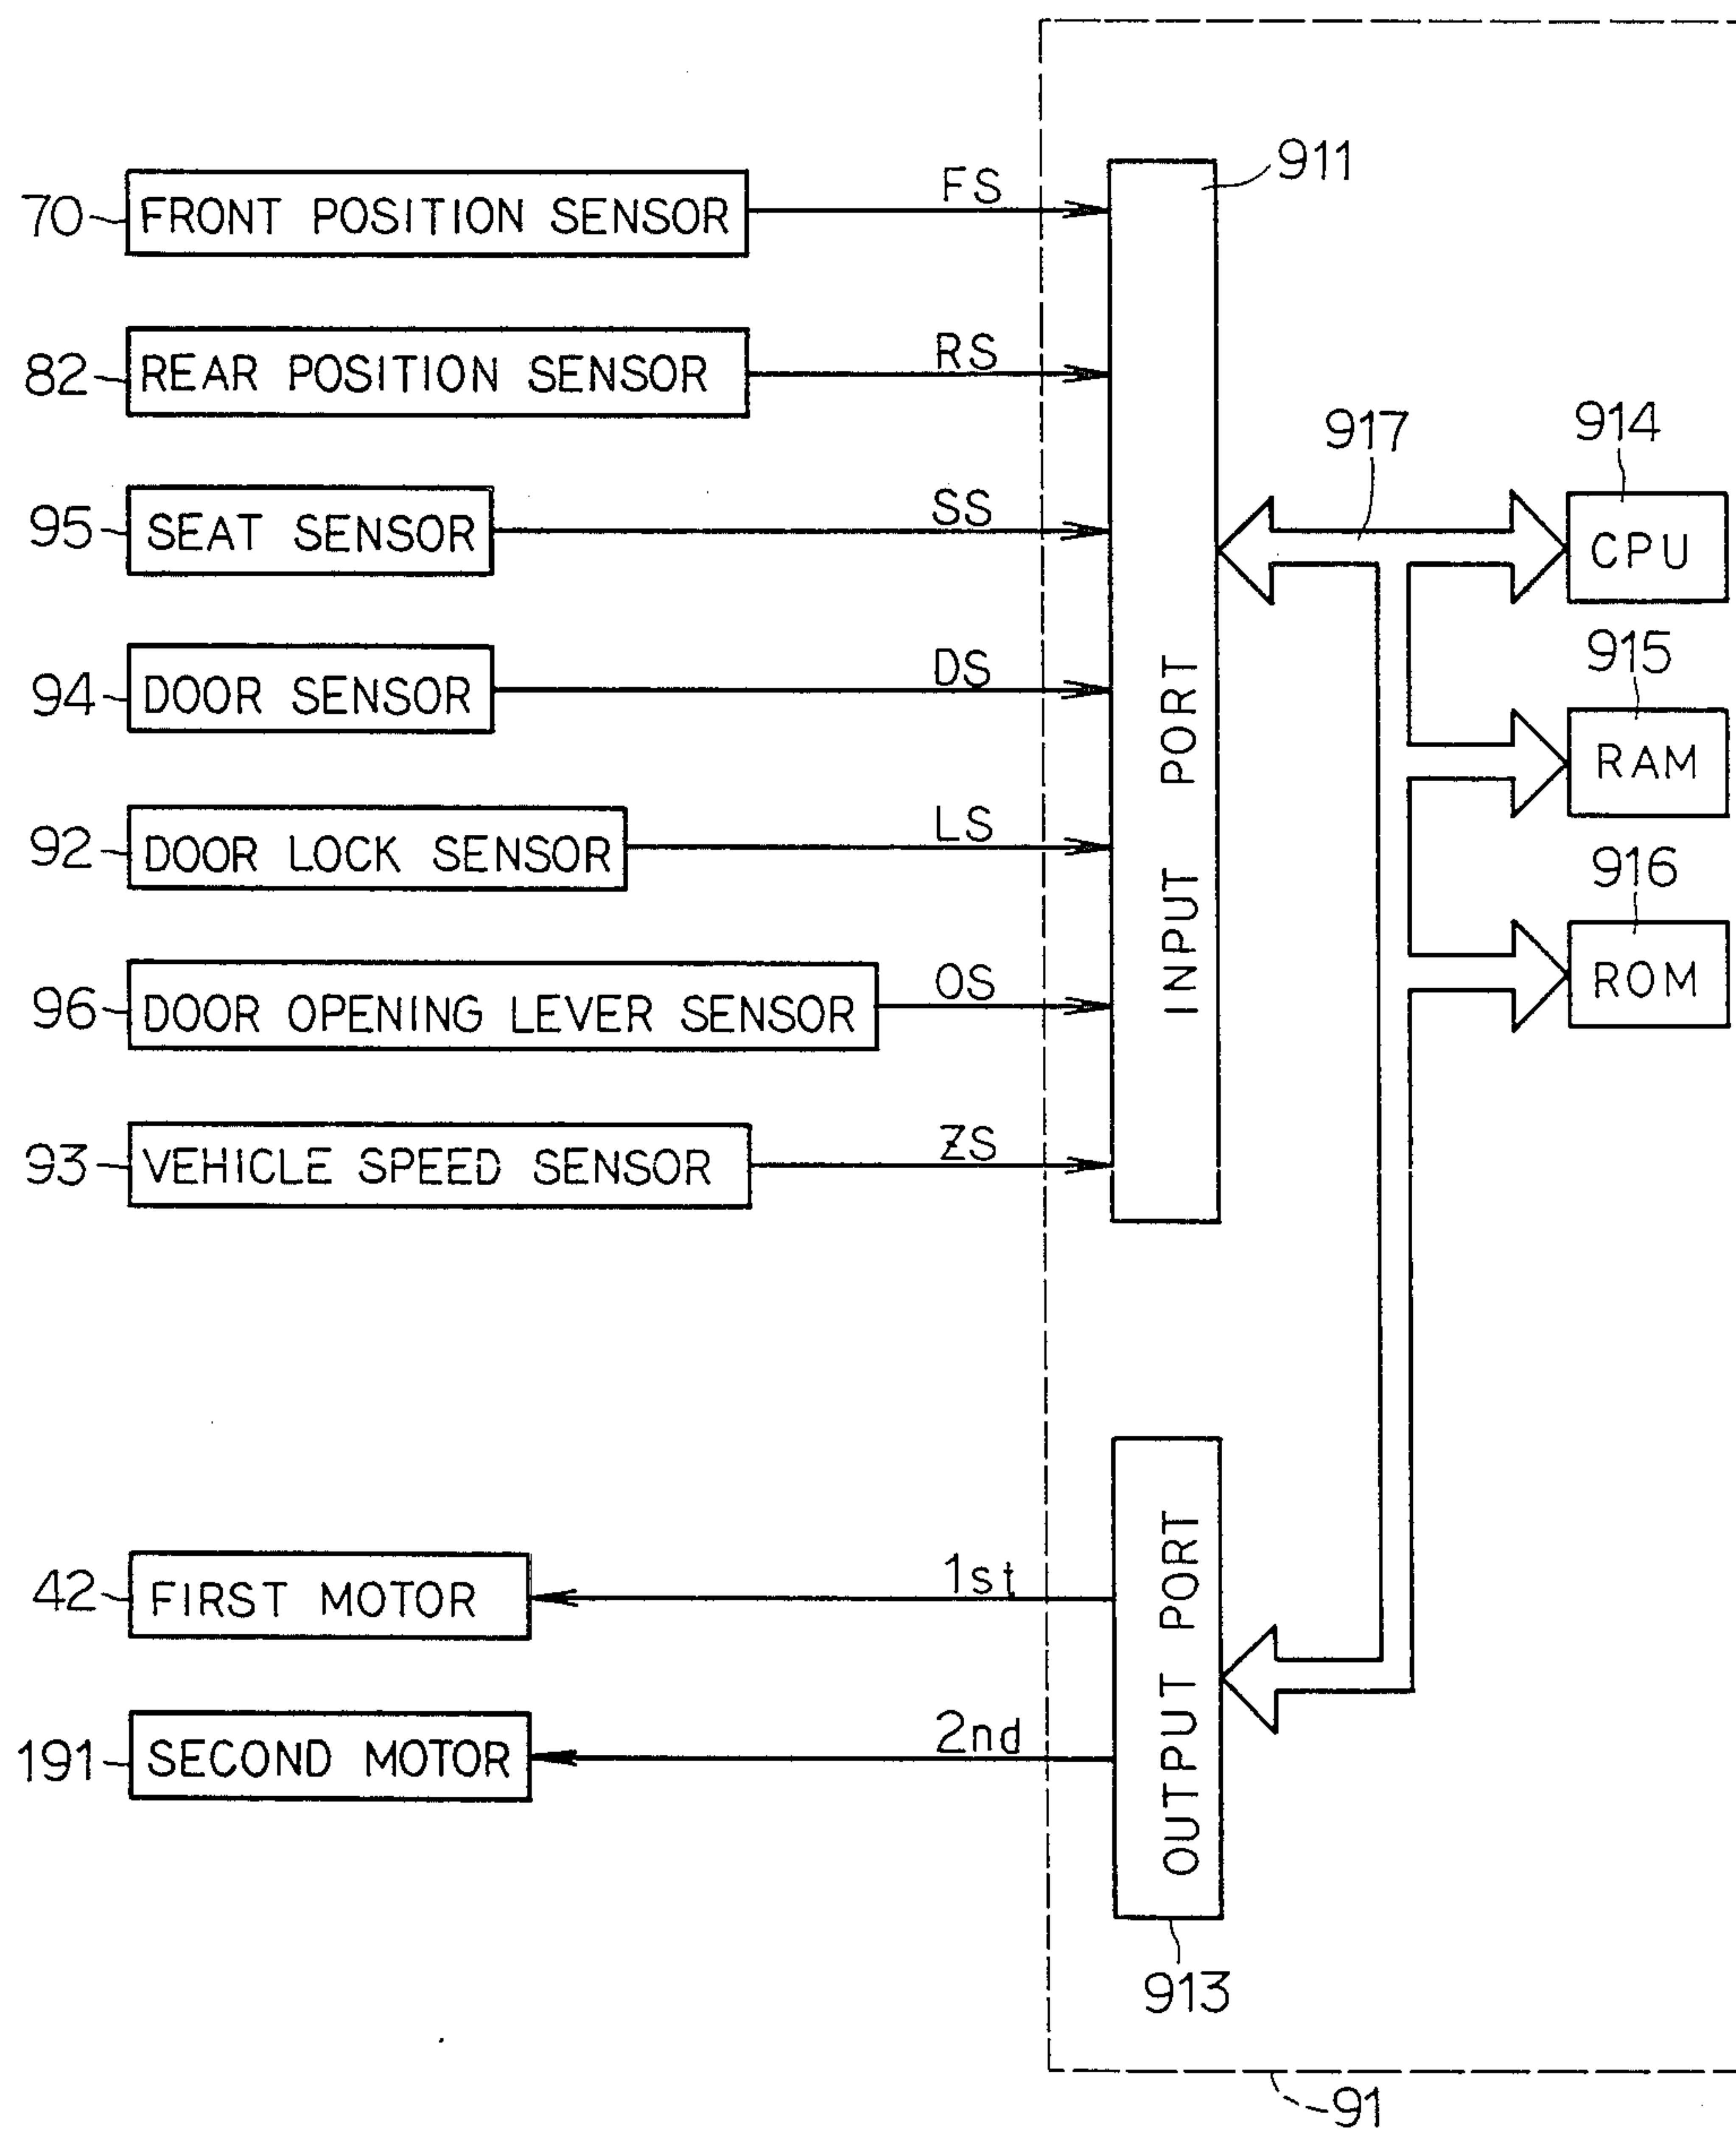 911
70 FRONT POSITION SENSOR FS
82 REAR POSITION SENSOR RS
917 914
95 SEAT SENSOR SS
CPU
915
94 DOOR SENSOR DS
INPUT PORT
RAM
92 DOOR LOCK SENSOR LS
916
ROM
96 DOOR OPENING LEVER SENSOR OS
93 VEHICLE SPEED SENSOR ZS
42 FIRST MOTOR 1st
OUTPUT PORT
191 SECOND MOTOR 2nd
913
91